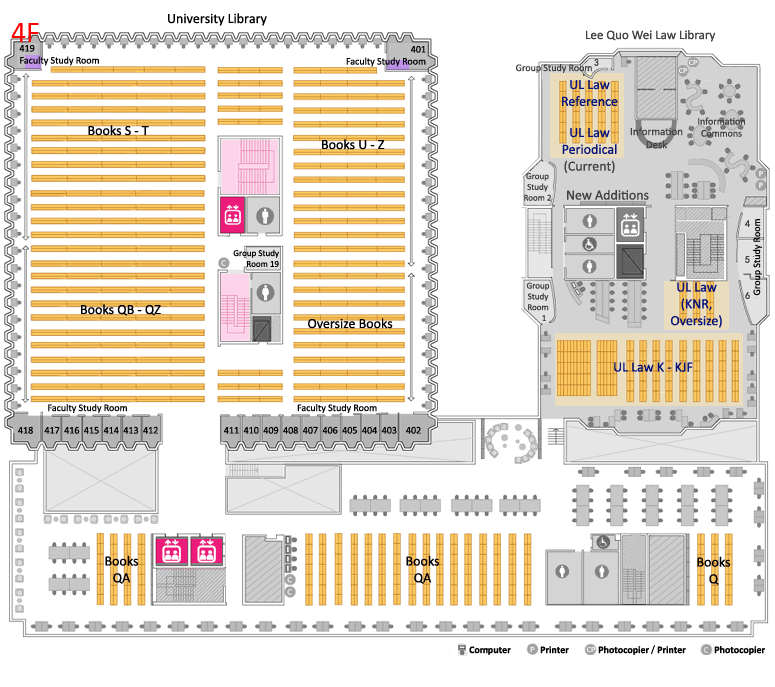 University Library
4F
Lee Quo Wei Law Library
419
Faculty Study Room
401
Faculty Study Room
Books S - T
Books U - Z
Group Study
Room 19
C
Books QB - QZ
Oversize Books
Faculty Study Room
Faculty Study Room
418 417 416 415 414 413 412
411 410 409 408 407 406 405 404 403 402
Group Study Room
3
UL Law
Reference
UL Law
Periodical
(Current)
CP
CP
Information
Desk
Information
Commons
P
P
Group
Study
Room 2
New Additions
4
5
6
Group Study Room
Group
Study
Room
1
UL Law
(KNR,
Oversize)
UL Law K - KJF
Books
QA
C
C
Books
QA
Books
Q
Computer
P Printer
CP Photocopier / Printer
C Photocopier